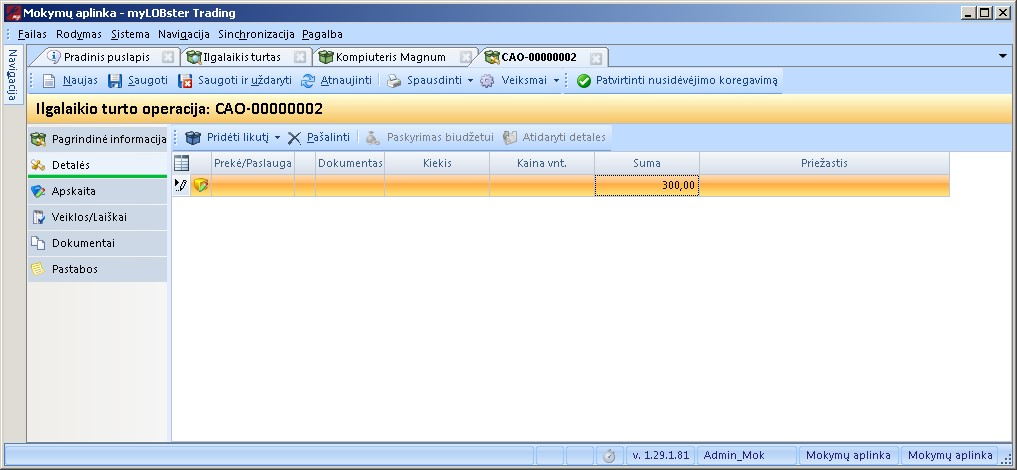 Mokymų aplinka - myLOBster Trading
Failas Rodymas Sistema Navigacija Sinchronizacija Pagalba
Navigacija
Pradinis puslapis Ilgalaikis turtas Kompiuteris Magnum CAO-00000002
Naujas Saugoti Saugoti ir uždaryti Atnaujinti Spausdinti Veiksmai Patvirtinti nusidėvėjimo koregavimą
Ilgalaikio turto operacija: CAO-00000002
Pagrindinė informacija
Detalės
Apskaita
Veiklos/Laiškai
Dokumentai
Pastabos
Pridėti likutį Pašalinti Paskyrimas biudžetui Atidaryti detales
Prekė/Paslauga Dokumentas Kiekis Kaina vnt. Suma Priežastis
300,00
v. 1.29.1.81 Admin_Mok Mokymų aplinka Mokymų aplinka